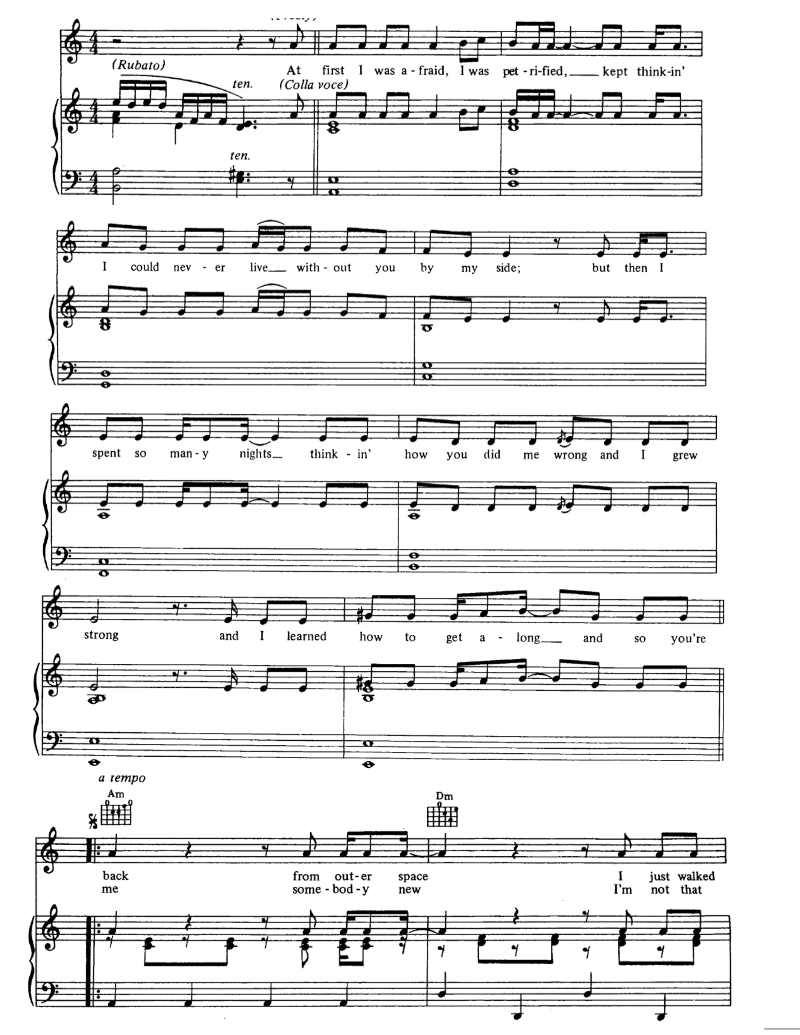 (Freely)
(Rubato)
At first I was a-fraid, I was pet-ri-fied, kept think-in'
ten.
(Colla voce)
ten.
I could nev-er live with-out you by my side; but then I
spent so man-y nights think-in' how you did me wrong and I grew
strong and I learned how to get a-long and so you're
a tempo
Am Dm
back from out-er space I just walked
me some-bod-y new I'm not that